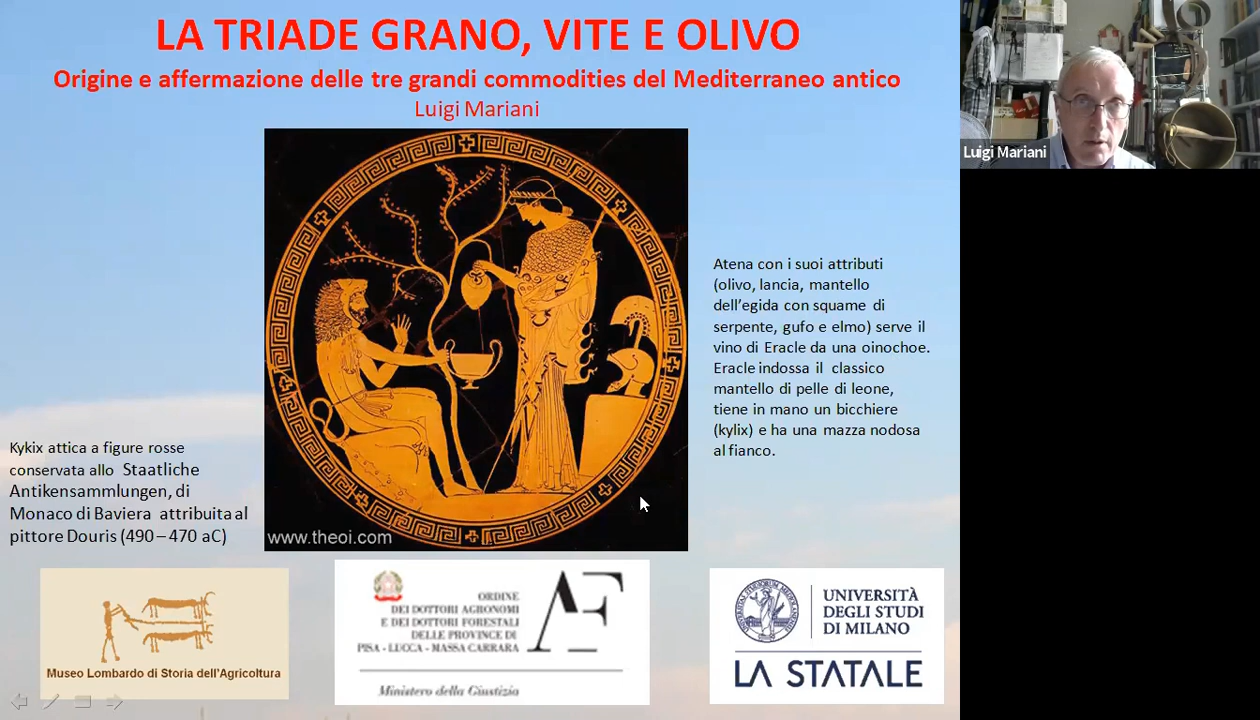 LA TRIADE GRANO, VITE E OLIVO
Origine e affermazione delle tre grandi commodities del Mediterraneo antico
Luigi Mariani
Luigi Mariani
Atena con i suoi attributi
(olivo, lancia, mantello
dell'egida con squame di
serpente, gufo e elmo) serve il
vino di Eracle da una oinochoe.
Eracle indossa il classico
mantello di pelle di leone,
tiene in mano un bicchiere
(kylix) e ha una mazza nodosa
al fianco.
Kykix attica a figure rosse
conservata allo Staatliche
Antikensammlungen, di
Monaco di Baviera attribuita al
pittore Douris (490 – 470 aC)
www.theoi.com
Museo Lombardo di Storia dell'Agricoltura
ORDINE
DEI DOTTORI AGRONOMI
E DEI DOTTORI FORESTALI
DELLE PROVINCE DI
PISA - LUCCA - MASSA CARRARA
AF
Ministero della Giustizia
UNIVERSITÀ
DEGLI STUDI
DI MILANO
LA STATALE